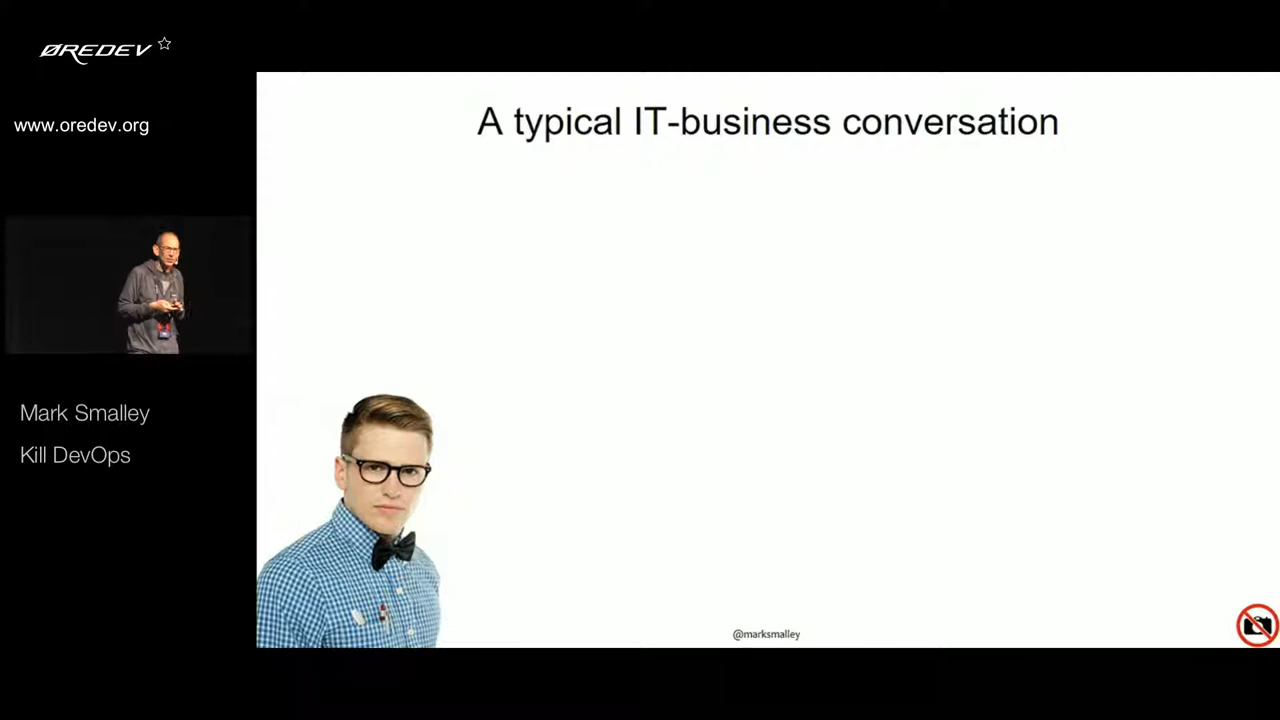 ØREDEV
www.oredev.org
Mark Smalley
Kill DevOps
A typical IT-business conversation
@marksmalley